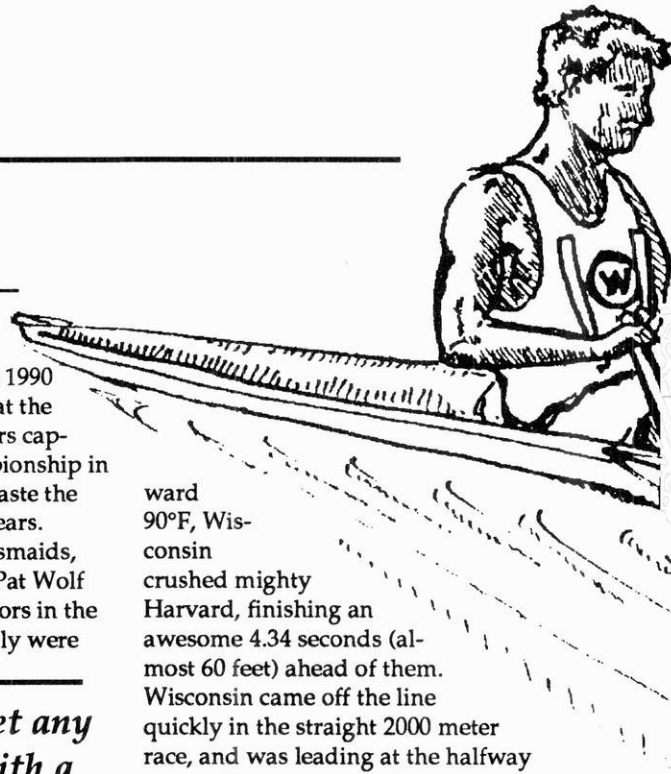 W
1990
at the
rs cap-
pionship in
aste the
ears.
smaids,
Pat Wolf
ors in the
ly were
et any
ith a
ward
90°F, Wis-
consin
crushed mighty
Harvard, finishing an
awesome 4.34 seconds (al-
most 60 feet) ahead of them.
Wisconsin came off the line
quickly in the straight 2000 meter
race, and was leading at the halfway